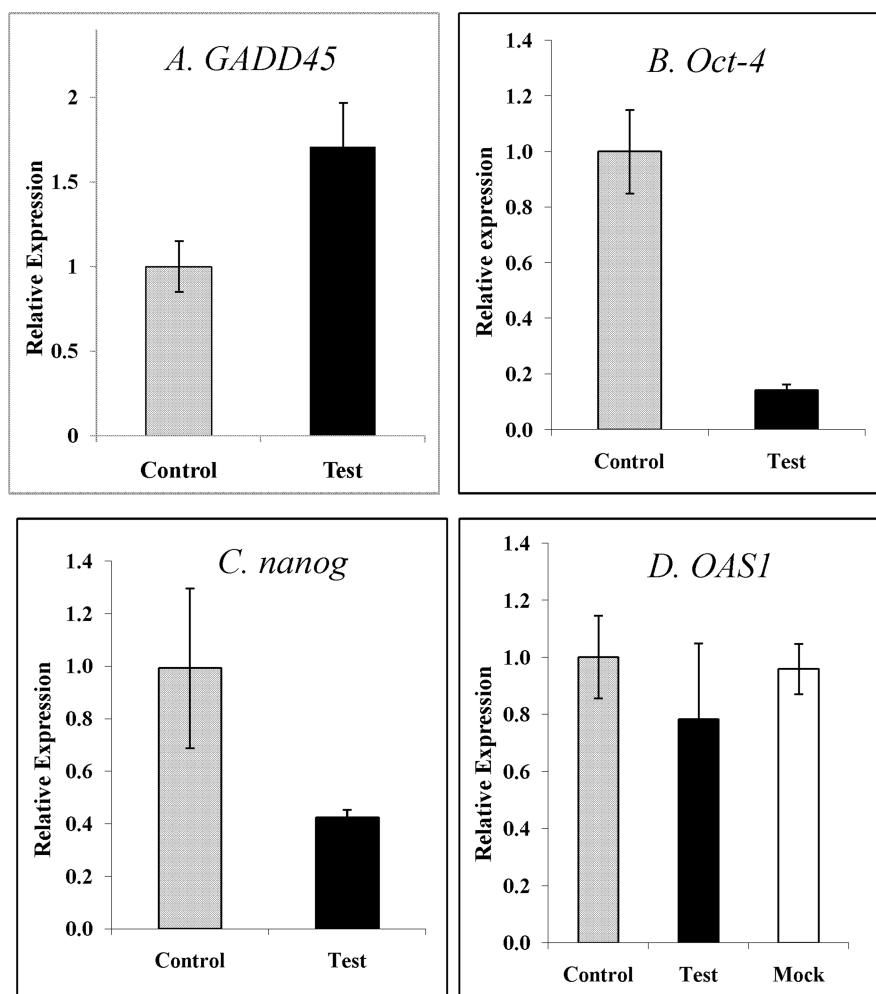 A. GADD45
Relative Expression
2
1.5
1
0.5
0
Control Test
B. Oct-4
Relative expression
1.4
1.2
1.0
0.8
0.6
0.4
0.2
0.0
Control Test
C. nanog
Relative Expression
1.4
1.2
1.0
0.8
0.6
0.4
0.2
0.0
Control Test
D. OAS1
Relative Expression
1.4
1.2
1.0
0.8
0.6
0.4
0.2
0.0
Control Test Mock